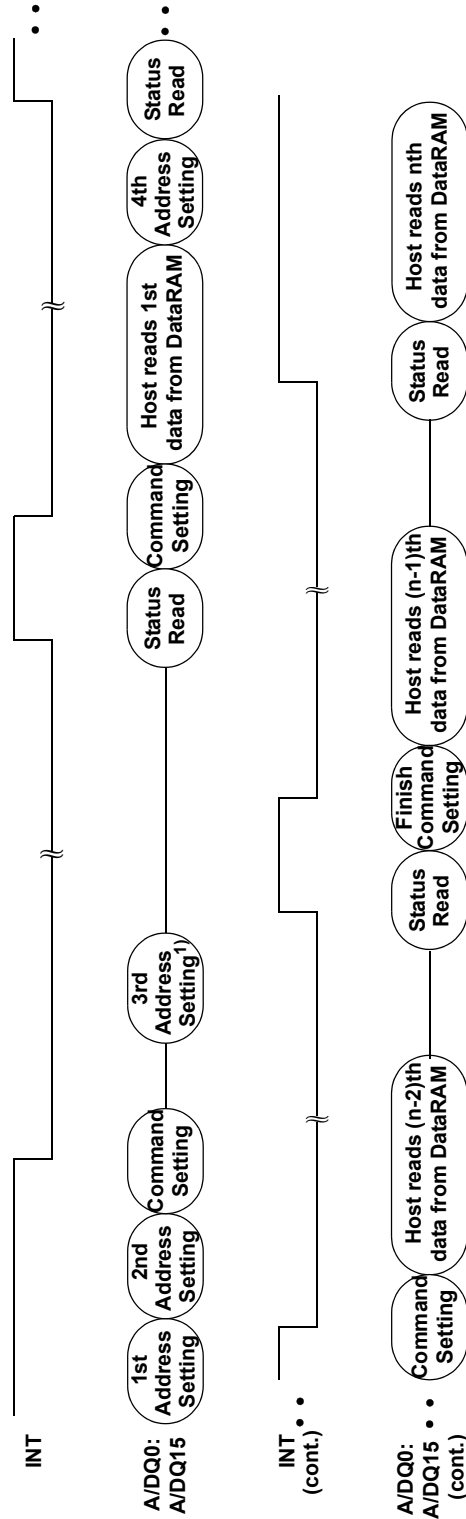 INT
A/DQ0:
A/DQ15
1st
Address
Setting
2nd
Address
Setting
Command
Setting
3rd
Address
Setting1)
Status
Read
Command
Setting
Host reads 1st
data from DataRAM
4th
Address
Setting
Status
Read
INT
(cont.)
A/DQ0:
A/DQ15
(cont.)
Command
Setting
Host reads (n-2)th
data from DataRAM
Status
Read
Finish
Command
Setting
Host reads (n-1)th
data from DataRAM
Status
Read
Host reads nth
data from DataRAM